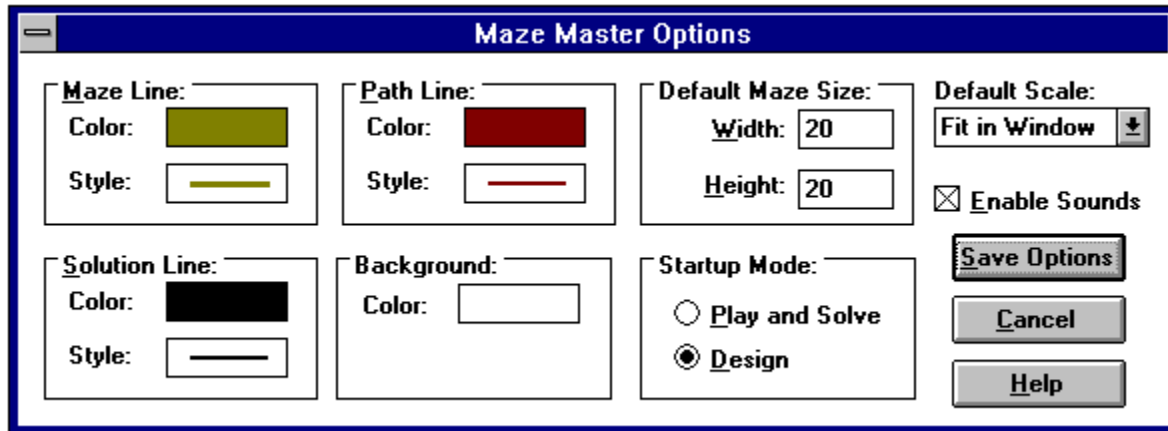 Maze Master Options
Maze Line:
Color:
Style:
Path Line:
Color:
Style:
Default Maze Size:
Width: 20
Height: 20
Default Scale:
Fit in Window
Enable Sounds
Solution Line:
Color:
Style:
Background:
Color:
Startup Mode:
Play and Solve
Design
Save Options
Cancel
Help